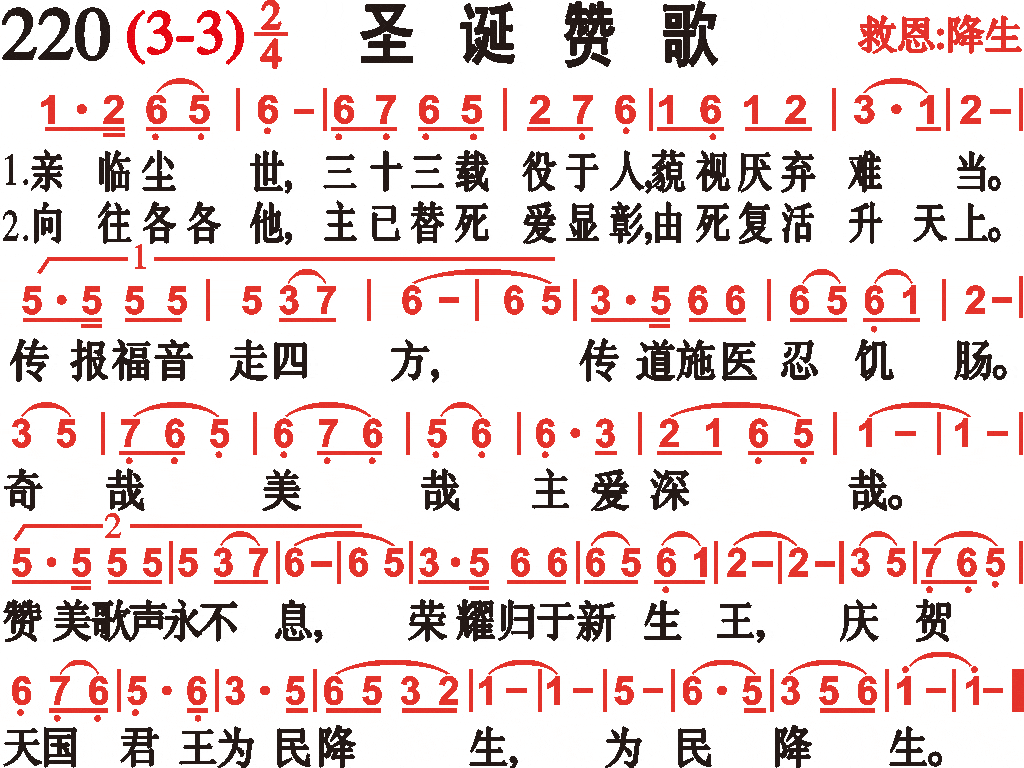 220 (3-3) 2/4 圣诞赞歌 救恩:降生
1·2 6 5 | 6 – | 6 7 6 5 | 2 7 6 | 1 6 1 2 | 3·1 | 2 – |
1.亲临尘世,三十三载役于人,藐视厌弃难当。
2.向往各各他,主已替死爱显彰,由死复活升天上。
1
5·5 5 5 | 5 3 7 | 6 – | 6 5 | 3·5 6 6 | 6 5 6 1 | 2 – |
传报福音走四方,传道施医忍饥肠。
3 5 | 7 6 5 | 6 7 6 | 5 6 | 6·3 | 2 1 6 5 | 1 – | 1 – |
奇哉美哉主爱深哉。
2
5·5 5 5 | 5 3 7 | 6 – | 6 5 | 3·5 6 6 | 6 5 6 1 | 2 – | 2 – | 3 5 | 7 6 5 |
赞美歌声永不息,荣耀归于新生王,庆贺
6 7 6 | 5·6 | 3·5 | 6 5 3 2 | 1 – | 1 – | 5 – | 6·5 | 3 5 6 | 1 – | 1 –
天国君王为民降生,为民降生。